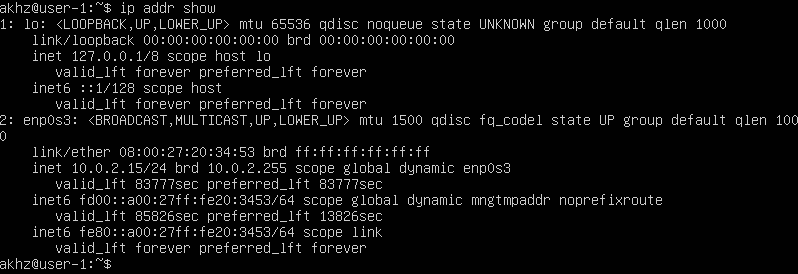 akhz@user-1:~$ ip addr show
1: lo: <LOOPBACK,UP,LOWER_UP> mtu 65536 qdisc noqueue state UNKNOWN group default qlen 1000
    link/loopback 00:00:00:00:00:00 brd 00:00:00:00:00:00
    inet 127.0.0.1/8 scope host lo
       valid_lft forever preferred_lft forever
    inet6 ::1/128 scope host
       valid_lft forever preferred_lft forever
2: enp0s3: <BROADCAST,MULTICAST,UP,LOWER_UP> mtu 1500 qdisc fq_codel state UP group default qlen 100
0
    link/ether 08:00:27:20:34:53 brd ff:ff:ff:ff:ff:ff
    inet 10.0.2.15/24 brd 10.0.2.255 scope global dynamic enp0s3
       valid_lft 83777sec preferred_lft 83777sec
    inet6 fd00::a00:27ff:fe20:3453/64 scope global dynamic mngtmpaddr noprefixroute
       valid_lft 85826sec preferred_lft 13826sec
    inet6 fe80::a00:27ff:fe20:3453/64 scope link
       valid_lft forever preferred_lft forever
akhz@user-1:~$